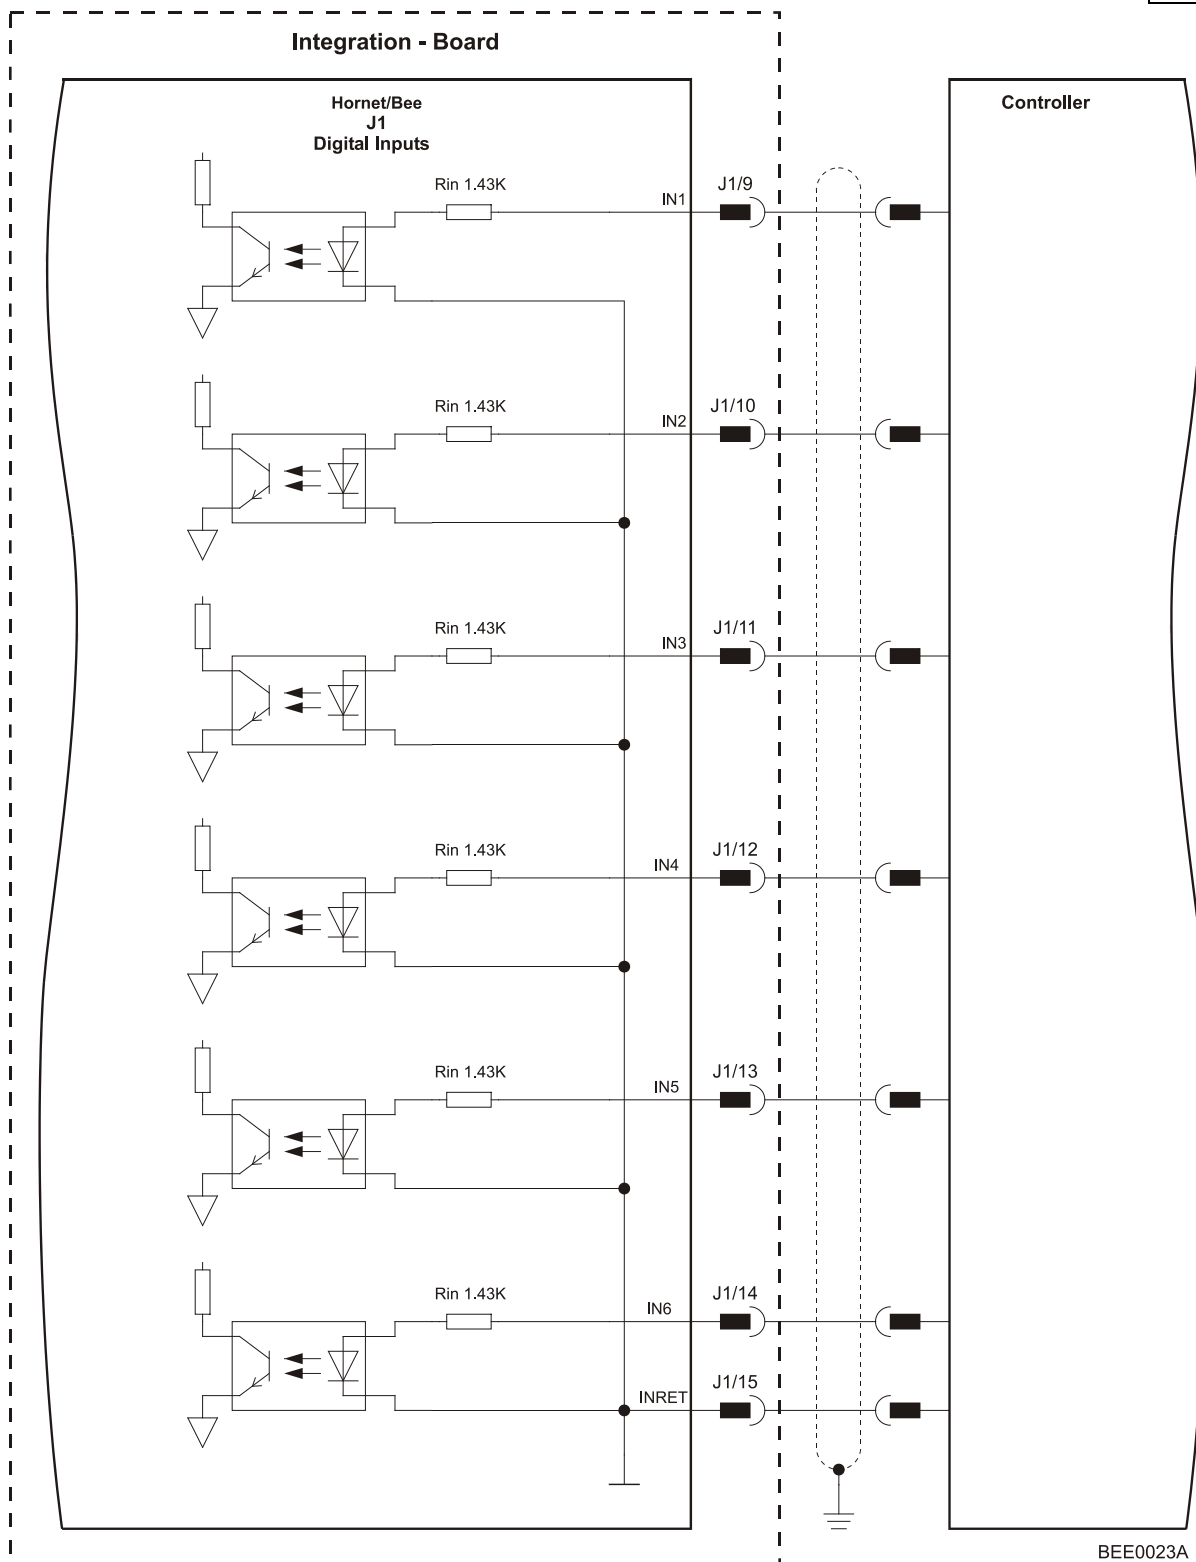 Integration - Board
Hornet/Bee
J1
Digital Inputs
Controller
Rin 1.43K
IN1
J1/9
Rin 1.43K
IN2
J1/10
Rin 1.43K
IN3
J1/11
Rin 1.43K
IN4
J1/12
Rin 1.43K
IN5
J1/13
Rin 1.43K
IN6
J1/14
INRET
J1/15
BEE0023A